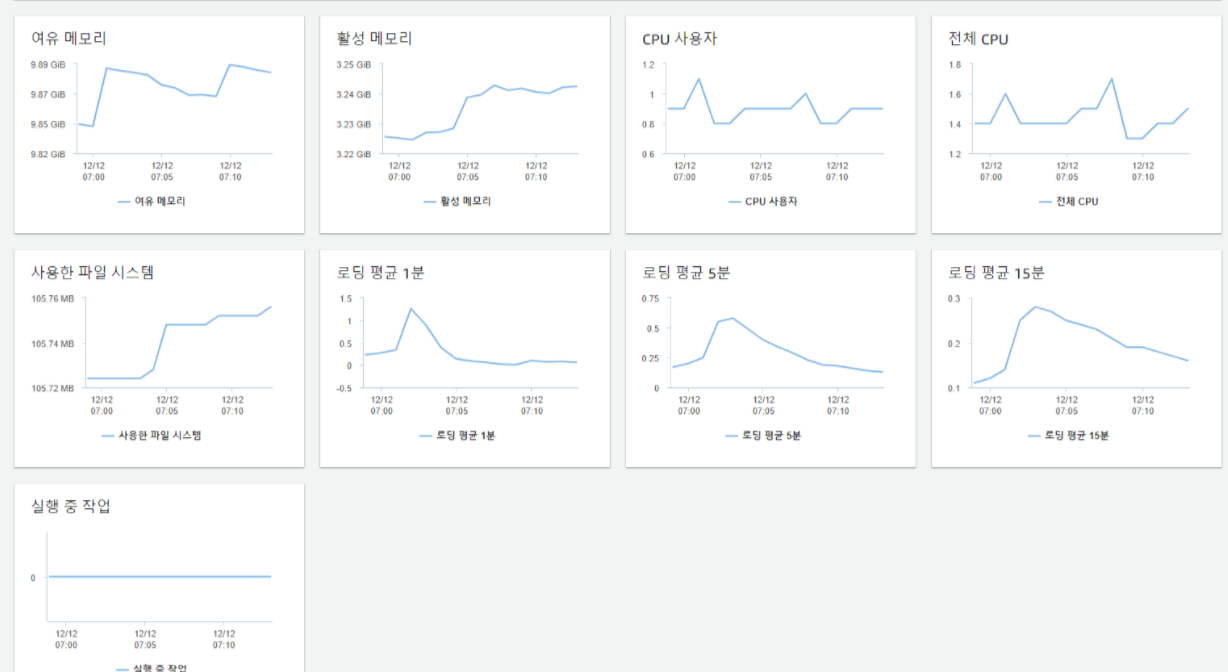 여유 메모리
9.89 GiB
9.87 GiB
9.85 GiB
9.82 GiB
12/12 12/12 12/12
07:00 07:05 07:10
여유 메모리
활성 메모리
3.25 GiB
3.24 GiB
3.23 GiB
3.22 GiB
12/12 12/12 12/12
07:00 07:05 07:10
활성 메모리
CPU 사용자
1.2
1
0.8
0.6
12/12 12/12 12/12
07:00 07:05 07:10
CPU 사용자
전체 CPU
1.8
1.6
1.4
1.2
12/12 12/12 12/12
07:00 07:05 07:10
전체 CPU
사용한 파일 시스템
105.76 MB
105.74 MB
105.72 MB
12/12 12/12 12/12
07:00 07:05 07:10
사용한 파일 시스템
로딩 평균 1분
1.5
1
0.5
0
-0.5
12/12 12/12 12/12
07:00 07:05 07:10
로딩 평균 1분
로딩 평균 5분
0.75
0.5
0.25
0
12/12 12/12 12/12
07:00 07:05 07:10
로딩 평균 5분
로딩 평균 15분
0.3
0.2
0.1
12/12 12/12 12/12
07:00 07:05 07:10
로딩 평균 15분
실행 중 작업
0
12/12 12/12 12/12
07:00 07:05 07:10
실행 중 작업